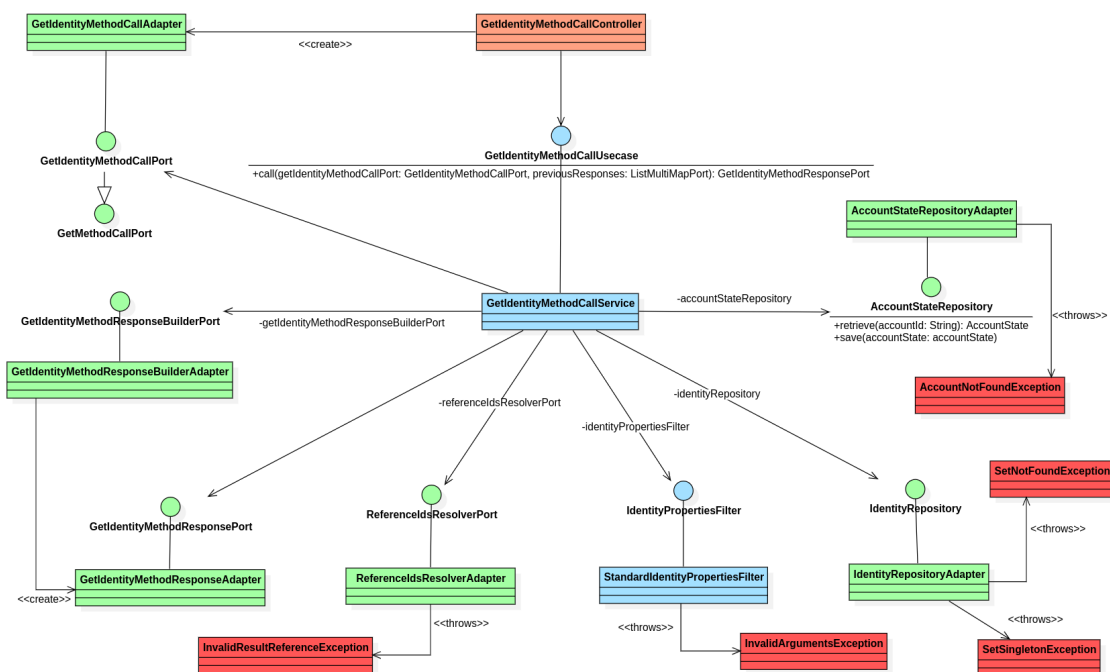 GetIdentityMethodCallAdapter
GetIdentityMethodCallController
<<create>>
GetIdentityMethodCallPort
GetIdentityMethodCallUsecase
+call(getIdentityMethodCallPort: GetIdentityMethodCallPort, previousResponses: ListMultiMapPort): GetIdentityMethodResponsePort
GetMethodCallPort
AccountStateRepositoryAdapter
GetIdentityMethodCallService
-accountStateRepository
AccountStateRepository
+retrieve(accountId: String): AccountState
+save(accountState: accountState)
<<throws>>
GetIdentityMethodResponseBuilderPort
-getIdentityMethodResponseBuilderPort
GetIdentityMethodResponseBuilderAdapter
AccountNotFoundException
-referenceIdsResolverPort
-identityRepository
-identityPropertiesFilter
SetNotFoundException
GetIdentityMethodResponsePort
ReferenceIdsResolverPort
IdentityPropertiesFilter
IdentityRepository
<<throws>>
GetIdentityMethodResponseAdapter
ReferenceIdsResolverAdapter
StandardIdentityPropertiesFilter
IdentityRepositoryAdapter
<<create>>
<<throws>>
<<throws>>
<<throws>>
InvalidResultReferenceException
InvalidArgumentsException
SetSingletonException